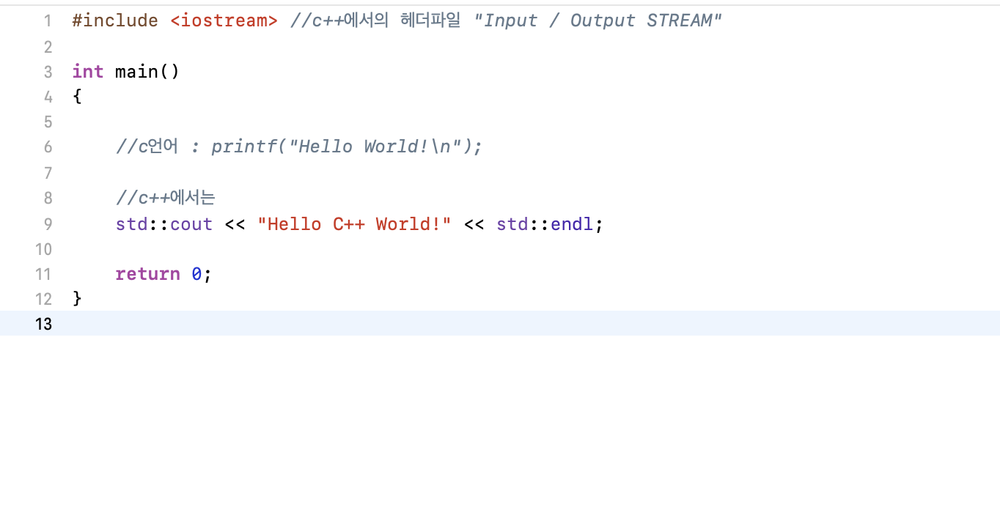 1 #include <iostream> //c++에서의 헤더파일 "Input / Output STREAM"
2
3 int main()
4 {
5
6 //c언어 : printf("Hello World!\n");
7
8 //c++에서는
9 std::cout << "Hello C++ World!" << std::endl;
10
11 return 0;
12 }
13